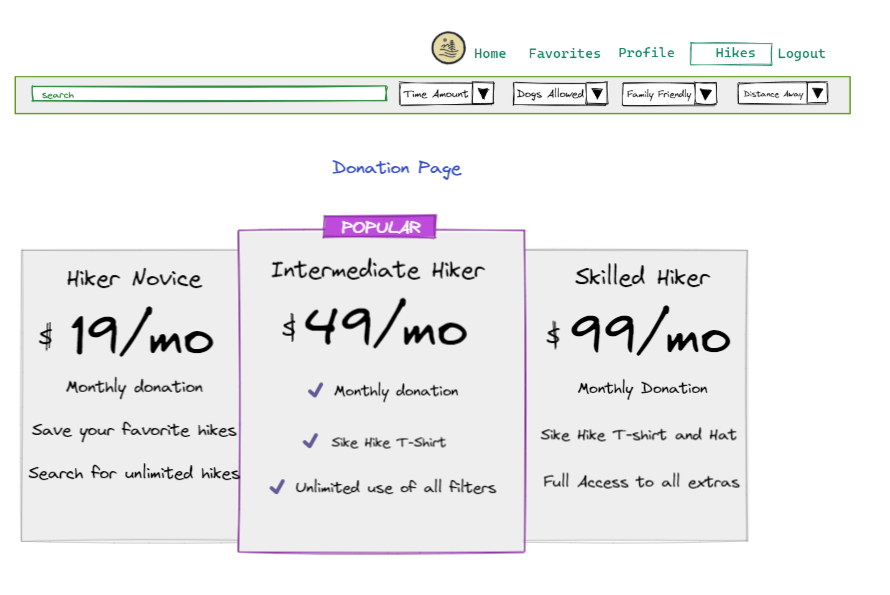 Home Favorites Profile Hikes Logout
Search Time Amount Dogs Allowed Family Friendly Distance Away
Donation Page
Hiker Novice
$ 19/mo
Monthly donation
Save your favorite hikes
Search for unlimited hikes
POPULAR
Intermediate Hiker
$ 49/mo
Monthly donation
Sike Hike T-Shirt
Unlimited use of all filters
Skilled Hiker
$ 99/mo
Monthly Donation
Sike Hike T-shirt and Hat
Full Access to all extras